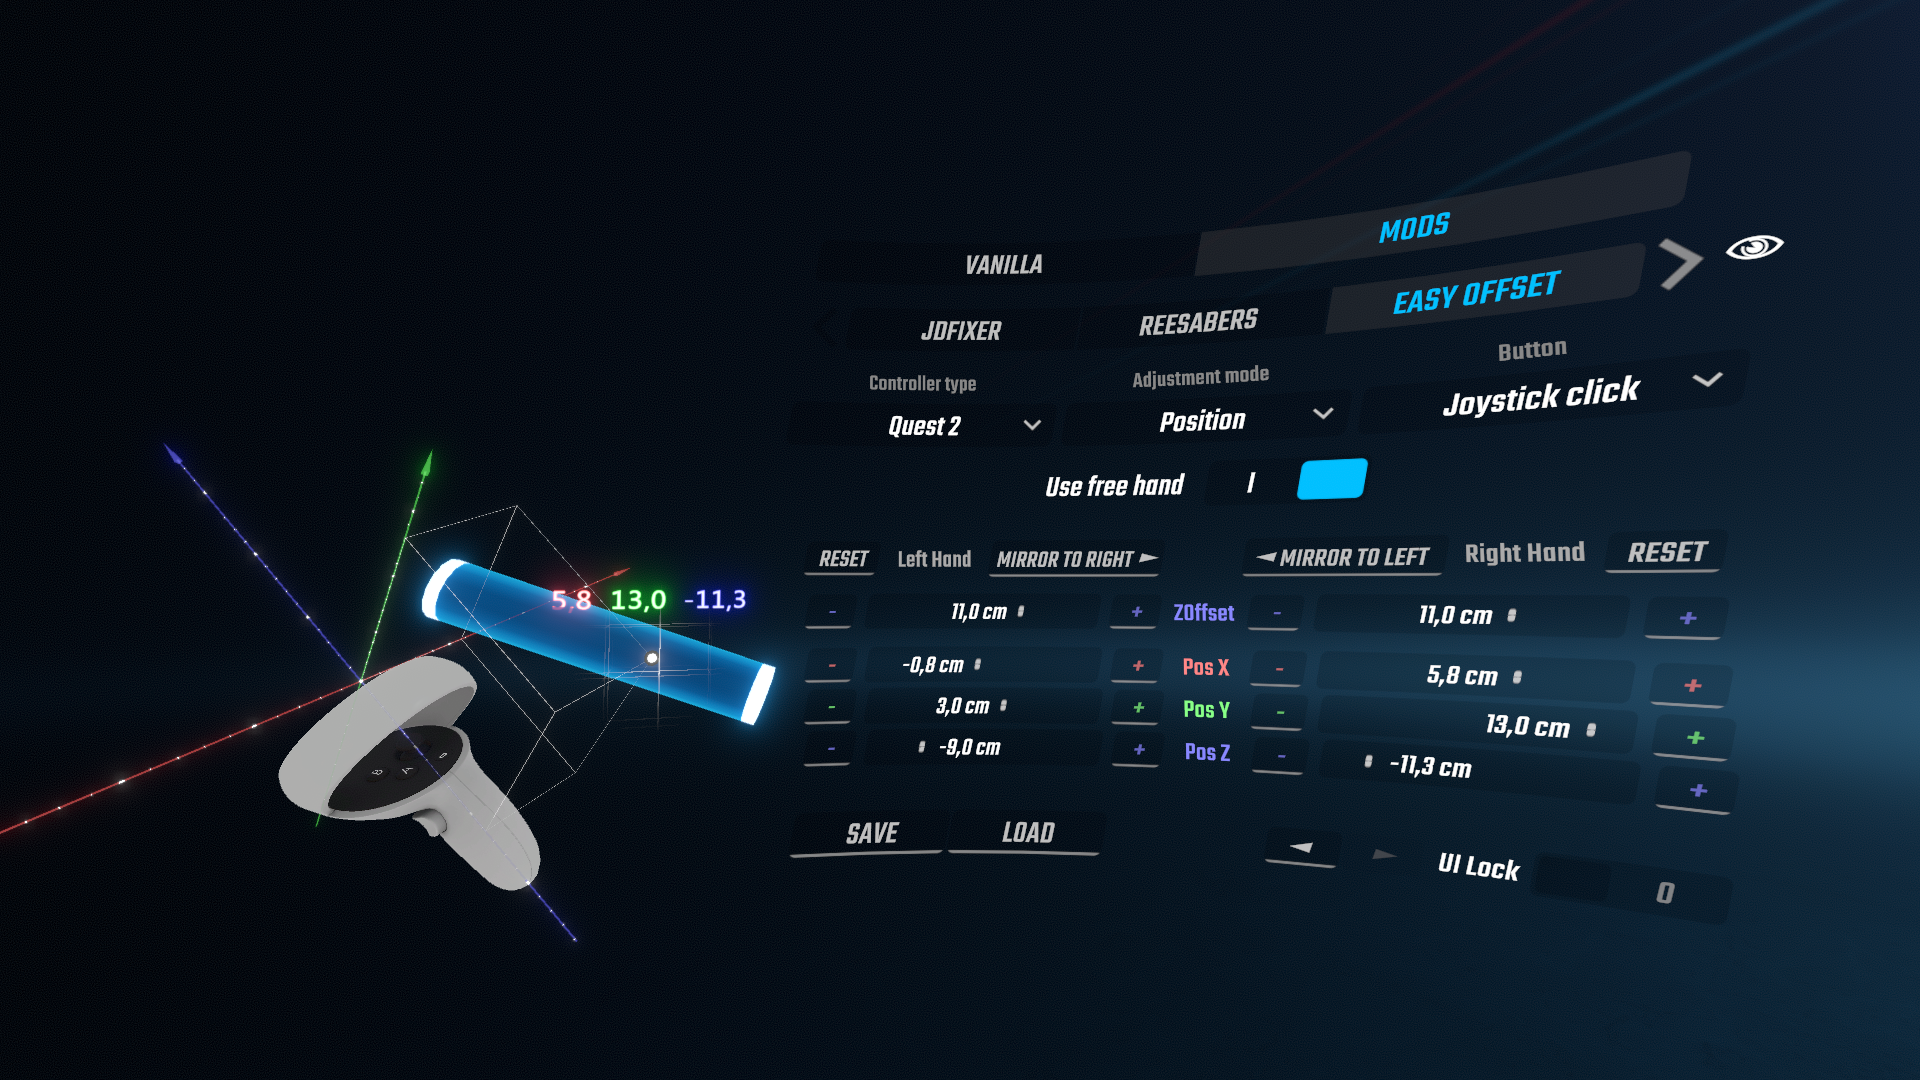 VANILLA
MODS
JDFIXER
REESABERS
EASY OFFSET
Controller type
Adjustment mode
Button
Quest 2
Position
Joystick click
Use free hand
I
RESET
Left Hand
MIRROR TO RIGHT
MIRROR TO LEFT
Right Hand
RESET
5,8 13,0 -11,3
- 11,0 cm + ZOffset - 11,0 cm +
- -0,8 cm + Pos X - 5,8 cm +
- 3,0 cm + Pos Y - 13,0 cm +
- -9,0 cm + Pos Z - -11,3 cm +
SAVE
LOAD
UI Lock
0
B A